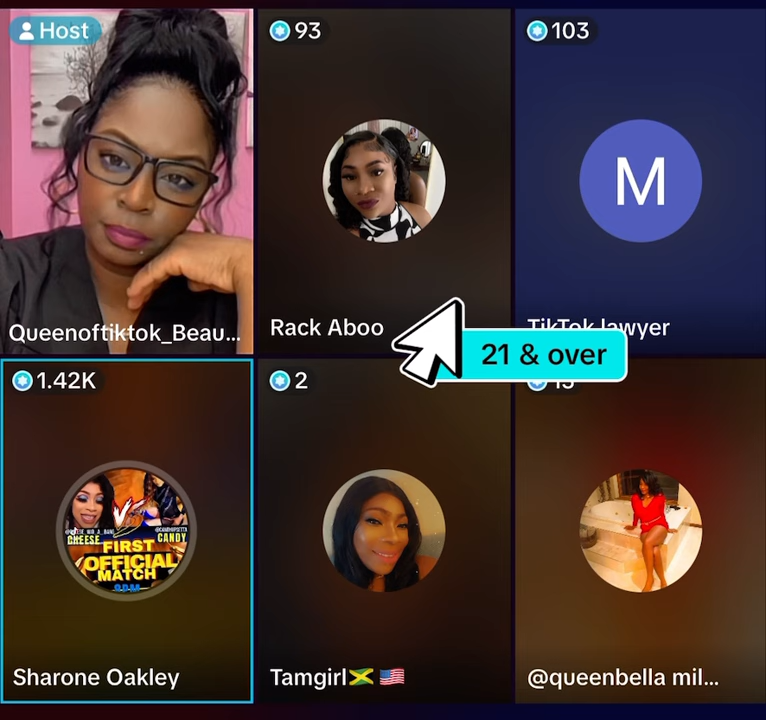 Host
93
103
Queenoftiktok_Beau...
Rack Aboo
TikTok lawyer
M
21 & over
1.42K
2
CHEESE
CANDY
FIRST
OFFICIAL
MATCH
Sharone Oakley
Tamgirl🇯🇲 🇺🇸
@queenbella mil...